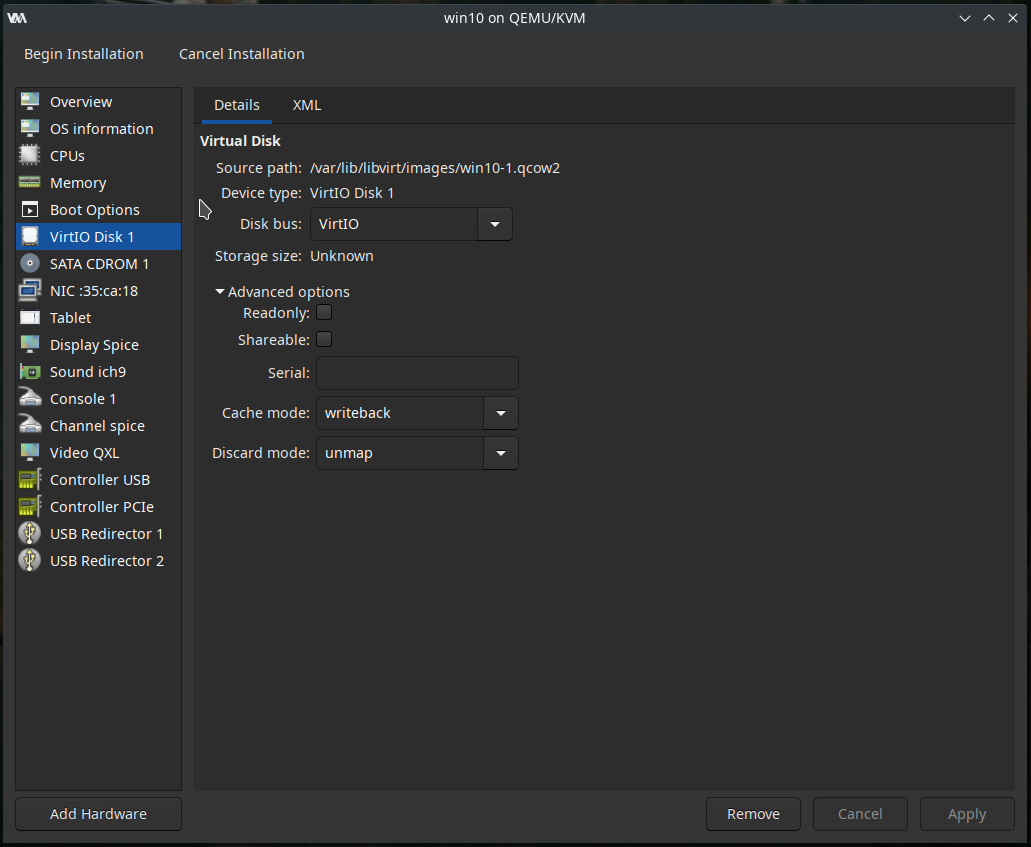 win10 on QEMU/KVM
Begin Installation Cancel Installation
Overview
OS information
CPUs
Memory
Boot Options
VirtIO Disk 1
SATA CDROM 1
NIC :35:ca:18
Tablet
Display Spice
Sound ich9
Console 1
Channel spice
Video QXL
Controller USB
Controller PCIe
USB Redirector 1
USB Redirector 2
Add Hardware
Details XML
Virtual Disk
Source path: /var/lib/libvirt/images/win10-1.qcow2
Device type: VirtIO Disk 1
Disk bus: VirtIO
Storage size: Unknown
Advanced options
Readonly:
Shareable:
Serial:
Cache mode: writeback
Discard mode: unmap
Remove Cancel Apply